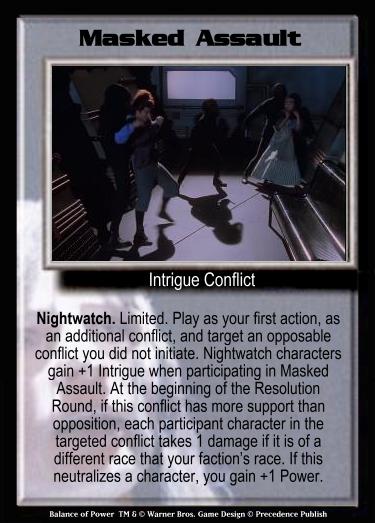 Masked Assault
Intrigue Conflict
Nightwatch. Limited. Play as your first action, as
an additional conflict, and target an opposable
conflict you did not initiate. Nightwatch characters
gain +1 Intrigue when participating in Masked
Assault. At the beginning of the Resolution
Round, if this conflict has more support than
opposition, each participant character in the
targeted conflict takes 1 damage if it is of a
different race that your faction's race. If this
neutralizes a character, you gain +1 Power.
Balance of Power TM & © Warner Bros. Game Design © Precedence Publish